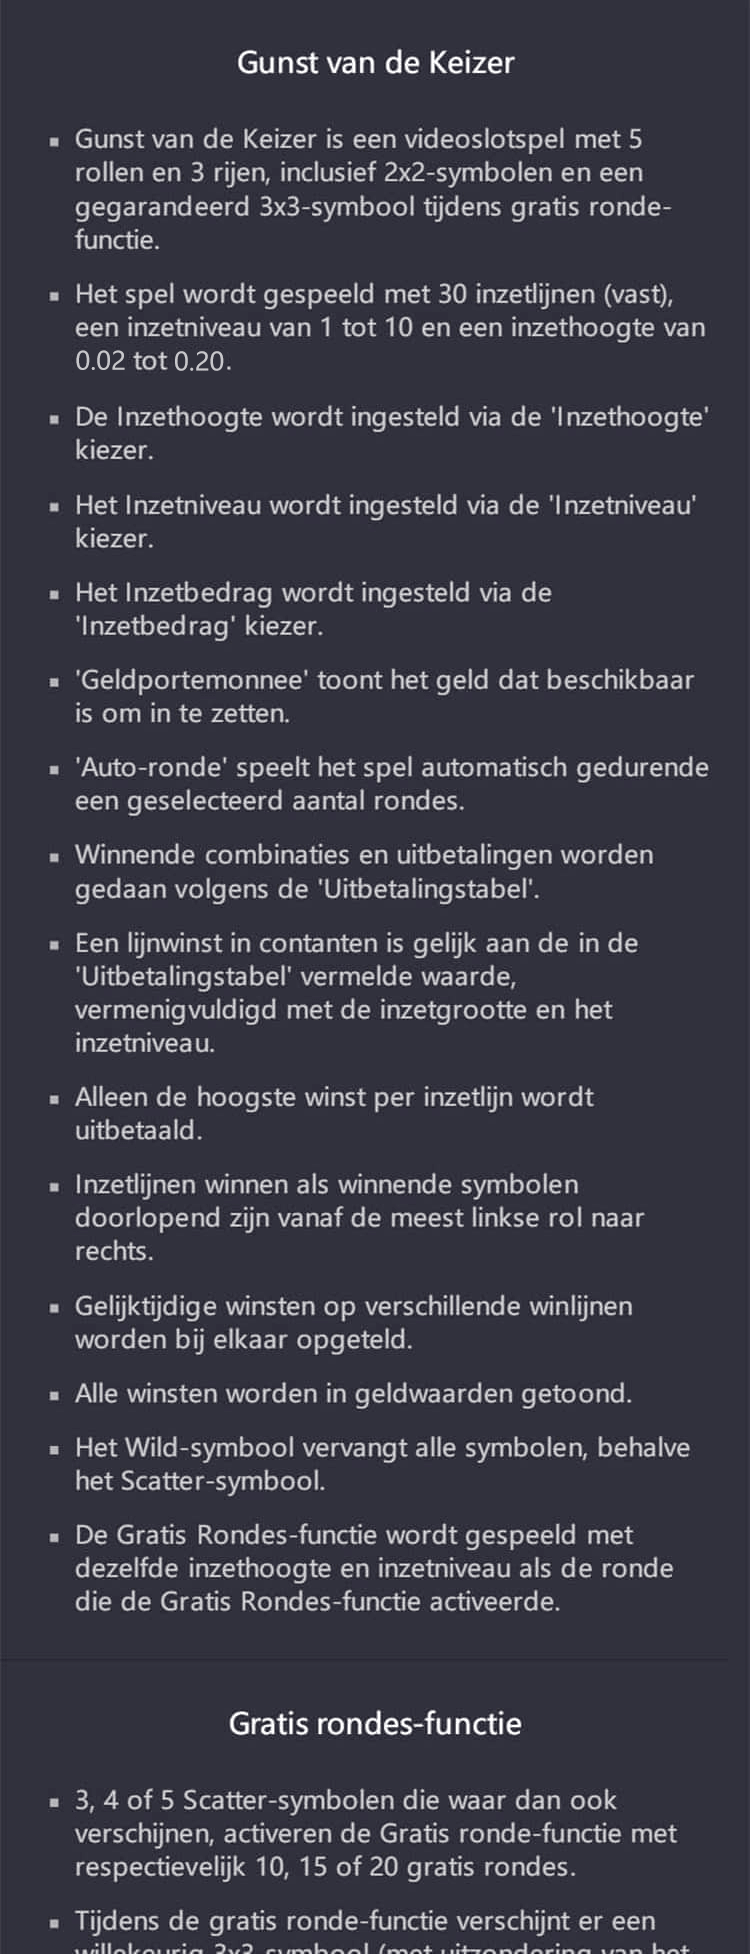 Gunst van de Keizer
▪ Gunst van de Keizer is een videoslotspel met 5
rollen en 3 rijen, inclusief 2x2-symbolen en een
gegarandeerd 3x3-symbool tijdens gratis ronde-
functie.
▪ Het spel wordt gespeeld met 30 inzetlijnen (vast),
een inzetniveau van 1 tot 10 en een inzethoogte van
0.02 tot 0.20.
▪ De Inzethoogte wordt ingesteld via de 'Inzethoogte'
kiezer.
▪ Het Inzetniveau wordt ingesteld via de 'Inzetniveau'
kiezer.
▪ Het Inzetbedrag wordt ingesteld via de
'Inzetbedrag' kiezer.
▪ 'Geldportemonnee' toont het geld dat beschikbaar
is om in te zetten.
▪ 'Auto-ronde' speelt het spel automatisch gedurende
een geselecteerd aantal rondes.
▪ Winnende combinaties en uitbetalingen worden
gedaan volgens de 'Uitbetalingstabel'.
▪ Een lijnwinst in contanten is gelijk aan de in de
'Uitbetalingstabel' vermelde waarde,
vermenigvuldigd met de inzetgrootte en het
inzetniveau.
▪ Alleen de hoogste winst per inzetlijn wordt
uitbetaald.
▪ Inzetlijnen winnen als winnende symbolen
doorlopend zijn vanaf de meest linkse rol naar
rechts.
▪ Gelijktijdige winsten op verschillende winlijnen
worden bij elkaar opgeteld.
▪ Alle winsten worden in geldwaarden getoond.
▪ Het Wild-symbool vervangt alle symbolen, behalve
het Scatter-symbool.
▪ De Gratis Rondes-functie wordt gespeeld met
dezelfde inzethoogte en inzetniveau als de ronde
die de Gratis Rondes-functie activeerde.
Gratis rondes-functie
▪ 3, 4 of 5 Scatter-symbolen die waar dan ook
verschijnen, activeren de Gratis ronde-functie met
respectievelijk 10, 15 of 20 gratis rondes.
▪ Tijdens de gratis ronde-functie verschijnt er een
willekeurig 3x3-symbool (met uitzondering van het